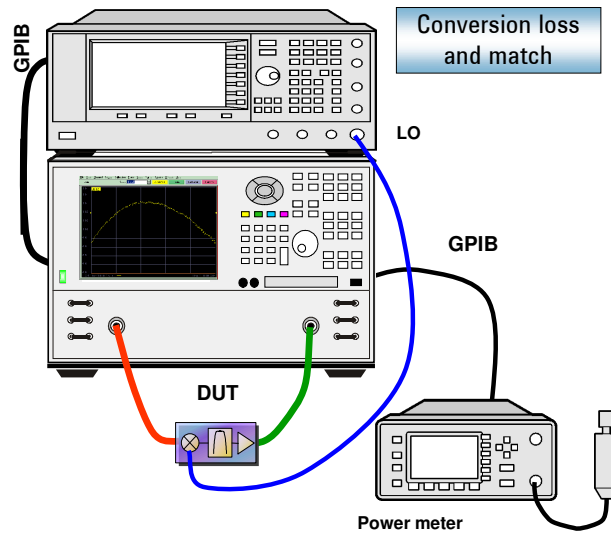 GPIB
Conversion loss
and match
LO
GPIB
DUT
Power meter